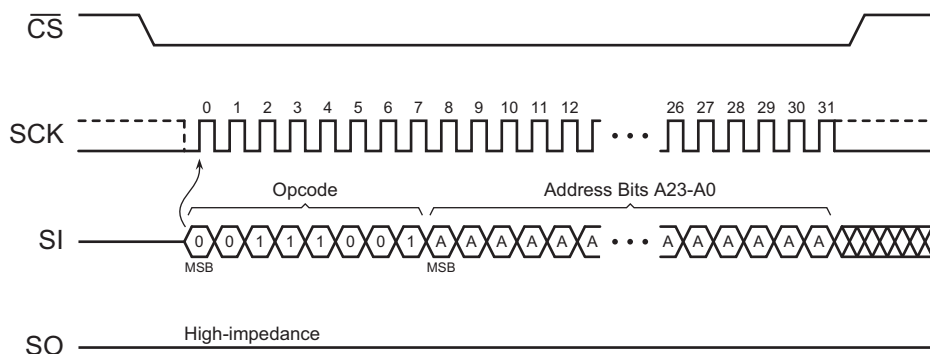 CS
0 1 2 3 4 5 6 7 8 9 10 11 12 26 27 28 29 30 31
SCK
Opcode Address Bits A23-A0
SI 0 0 1 1 1 0 0 1 A A A A A A A A A A A A
MSB MSB
High-impedance
SO